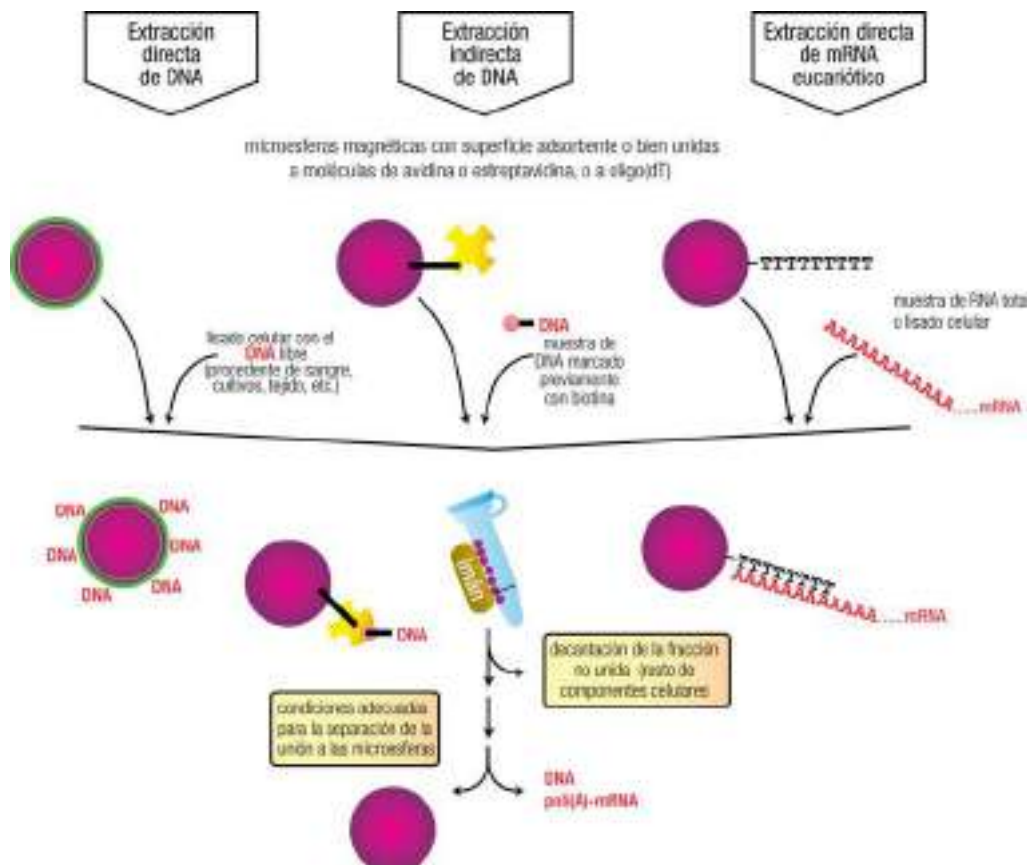 Extracción
directa
de DNA
Extracción
indirecta
de DNA
Extracción directa
de mRNA
eucariótico
microesferas magnéticas con superficie adsorbente o bien unidas
a moléculas de avidina o estreptavidina, o a oligo(dT)
TTTTTTTTT
lisado celular con el
DNA libre
(procedente de sangre,
cultivos, tejido, etc.)
DNA
muestra de
DNA marcado
previamente
con biotina
muestra de RNA total
o lisado celular
AAAAAAAAAAAA.....mRNA
DNA
DNA
DNA
DNA
DNA
DNA
DNA
imán
TTTTTTTTT
AAAAAAAAAAAA.....mRNA
decantación de la fracción
no unida (resto de
componentes celulares
condiciones adecuadas
para la separación de la
unión a las microesferas
DNA
poli(A)-mRNA